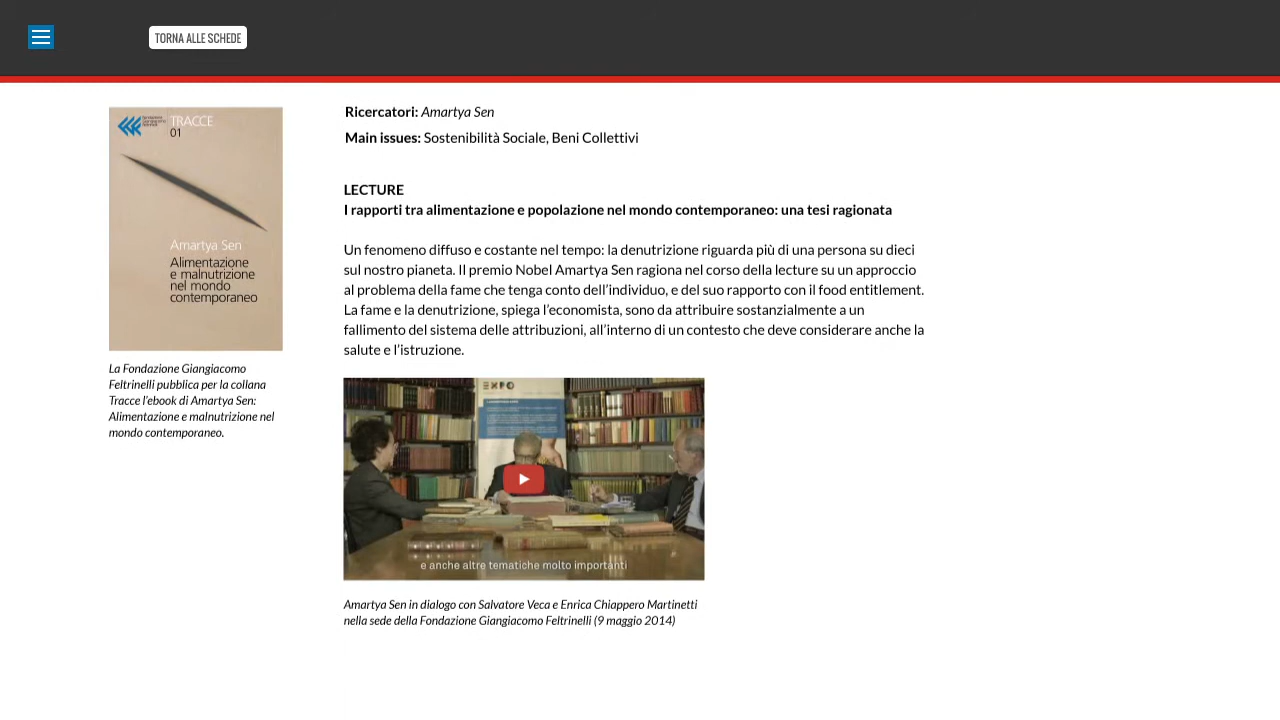 TORNA ALLE SCHEDE
TRACCE
01
Amartya Sen
Alimentazione
e malnutrizione
nel mondo
contemporaneo
La Fondazione Giangiacomo
Feltrinelli pubblica per la collana
Tracce l’ebook di Amartya Sen:
Alimentazione e malnutrizione nel
mondo contemporaneo.
Ricercatori: Amartya Sen
Main issues: Sostenibilità Sociale, Beni Collettivi
LECTURE
I rapporti tra alimentazione e popolazione nel mondo contemporaneo: una tesi ragionata
Un fenomeno diffuso e costante nel tempo: la denutrizione riguarda più di una persona su dieci
sul nostro pianeta. Il premio Nobel Amartya Sen ragiona nel corso della lecture su un approccio
al problema della fame che tenga conto dell’individuo, e del suo rapporto con il food entitlement.
La fame e la denutrizione, spiega l’economista, sono da attribuire sostanzialmente a un
fallimento del sistema delle attribuzioni, all’interno di un contesto che deve considerare anche la
salute e l’istruzione.
EXPO
e anche altre tematiche molto importanti
Amartya Sen in dialogo con Salvatore Veca e Enrica Chiappero Martinetti
nella sede della Fondazione Giangiacomo Feltrinelli (9 maggio 2014)